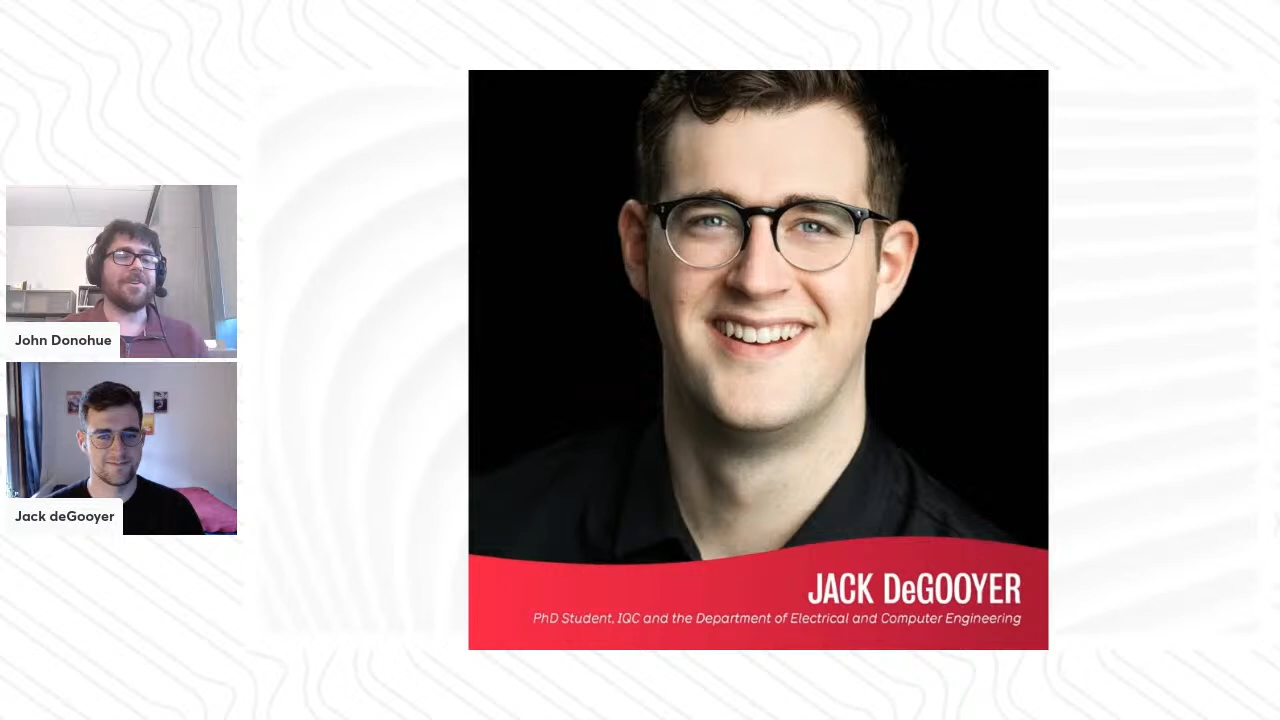 John Donohue
Jack deGooyer
JACK DeGOOYER
PhD Student, IQC and the Department of Electrical and Computer Engineering